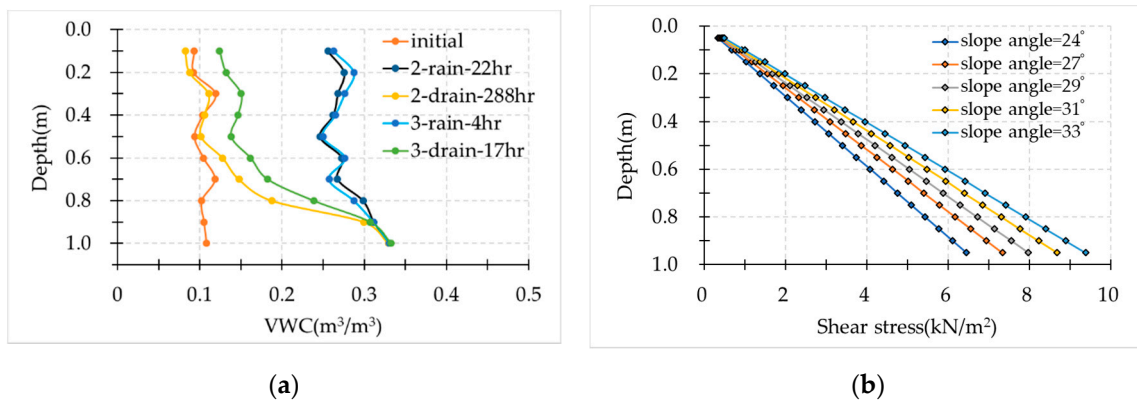 0.0
0.2
0.4
0.6
0.8
1.0
Depth(m)
0
0.1
0.2
0.3
0.4
0.5
VWC(m³/m³)
initial
2-rain-22hr
2-drain-288hr
3-rain-4hr
3-drain-17hr
(a)
0.0
0.2
0.4
0.6
0.8
1.0
Depth(m)
0
2
4
6
8
10
Shear stress(kN/m²)
slope angle=24°
slope angle=27°
slope angle=29°
slope angle=31°
slope angle=33°
(b)